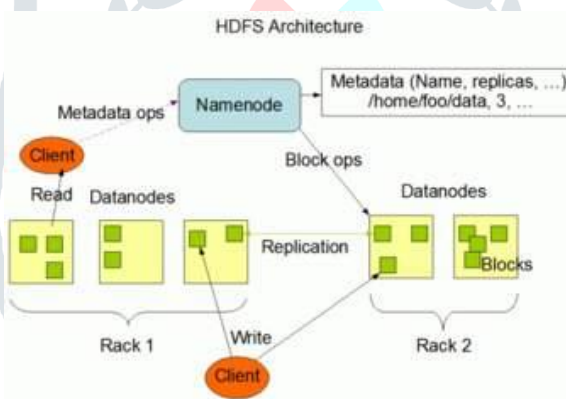 HDFS Architecture
Metadata (Name, replicas, ...)
/home/foo/data, 3, ...
Namenode
Metadata ops
Client
Block ops
Read
Datanodes
Datanodes
Replication
Blocks
Rack 1
Write
Rack 2
Client